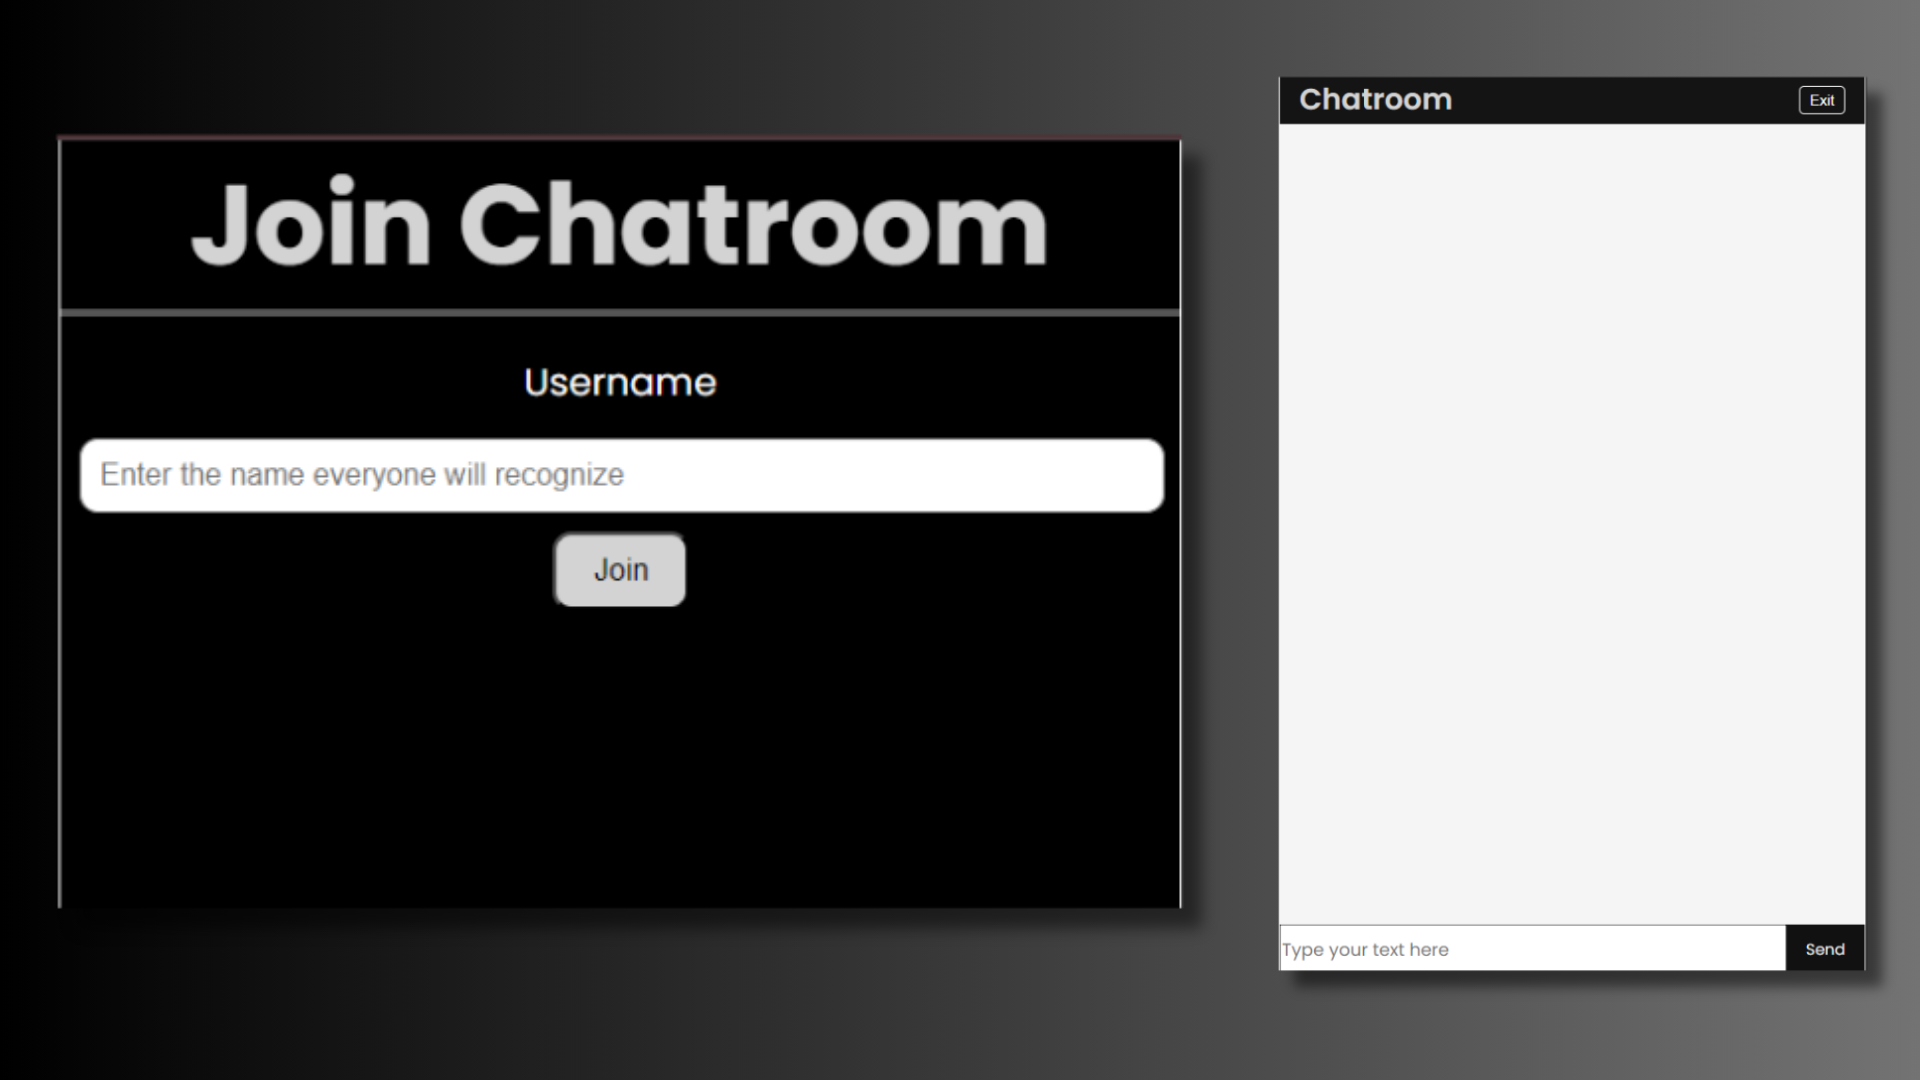 Join Chatroom
Username
Enter the name everyone will recognize
Join
Chatroom
Exit
Type your text here
Send